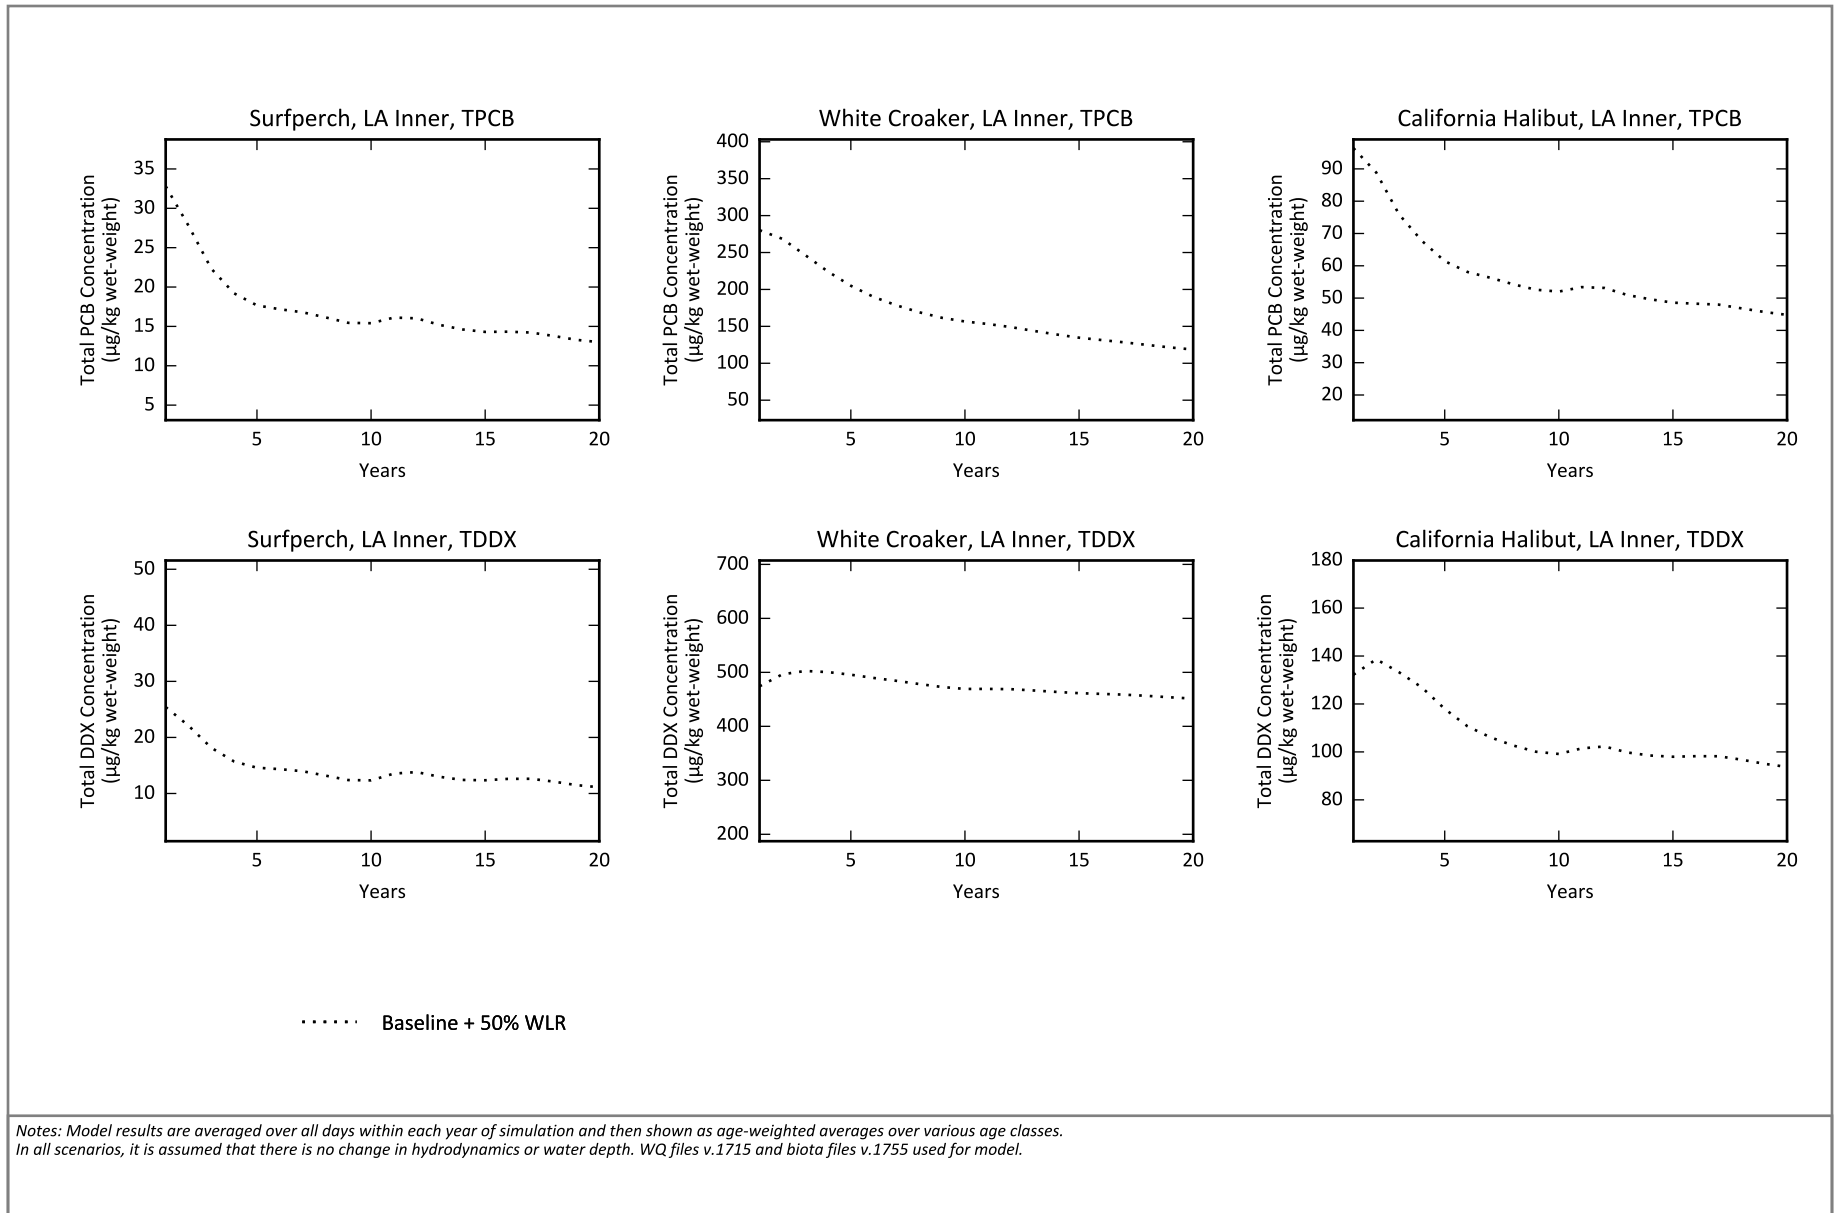 Surfperch, LA Inner, TPCB
Total PCB Concentration
(µg/kg wet-weight)
35
30
25
20
15
10
5
5 10 15 20
Years
White Croaker, LA Inner, TPCB
Total PCB Concentration
(µg/kg wet-weight)
400
350
300
250
200
150
100
50
5 10 15 20
Years
California Halibut, LA Inner, TPCB
Total PCB Concentration
(µg/kg wet-weight)
90
80
70
60
50
40
30
20
5 10 15 20
Years
Surfperch, LA Inner, TDDX
Total DDX Concentration
(µg/kg wet-weight)
50
40
30
20
10
5 10 15 20
Years
White Croaker, LA Inner, TDDX
Total DDX Concentration
(µg/kg wet-weight)
700
600
500
400
300
200
5 10 15 20
Years
California Halibut, LA Inner, TDDX
Total DDX Concentration
(µg/kg wet-weight)
180
160
140
120
100
80
5 10 15 20
Years
Baseline + 50% WLR
Notes: Model results are averaged over all days within each year of simulation and then shown as age-weighted averages over various age classes.
In all scenarios, it is assumed that there is no change in hydrodynamics or water depth. WQ files v.1715 and biota files v.1755 used for model.